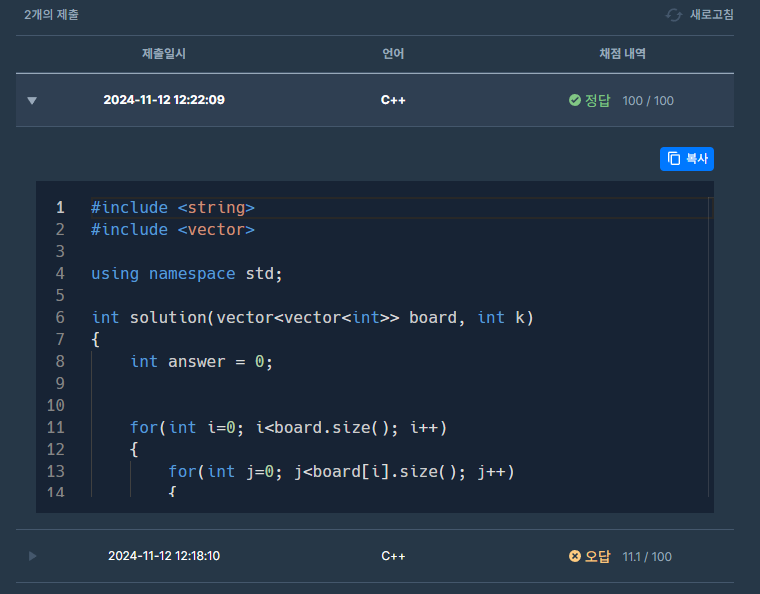 2개의 제출 새로고침
제출일시 언어 채점 내역
2024-11-12 12:22:09 C++ 정답 100 / 100
복사
1 #include <string>
2 #include <vector>
3
4 using namespace std;
5
6 int solution(vector<vector<int>> board, int k)
7 {
8 int answer = 0;
9
10
11 for(int i=0; i<board.size(); i++)
12 {
13 for(int j=0; j<board[i].size(); j++)
14 {
2024-11-12 12:18:10 C++ 오답 11.1 / 100